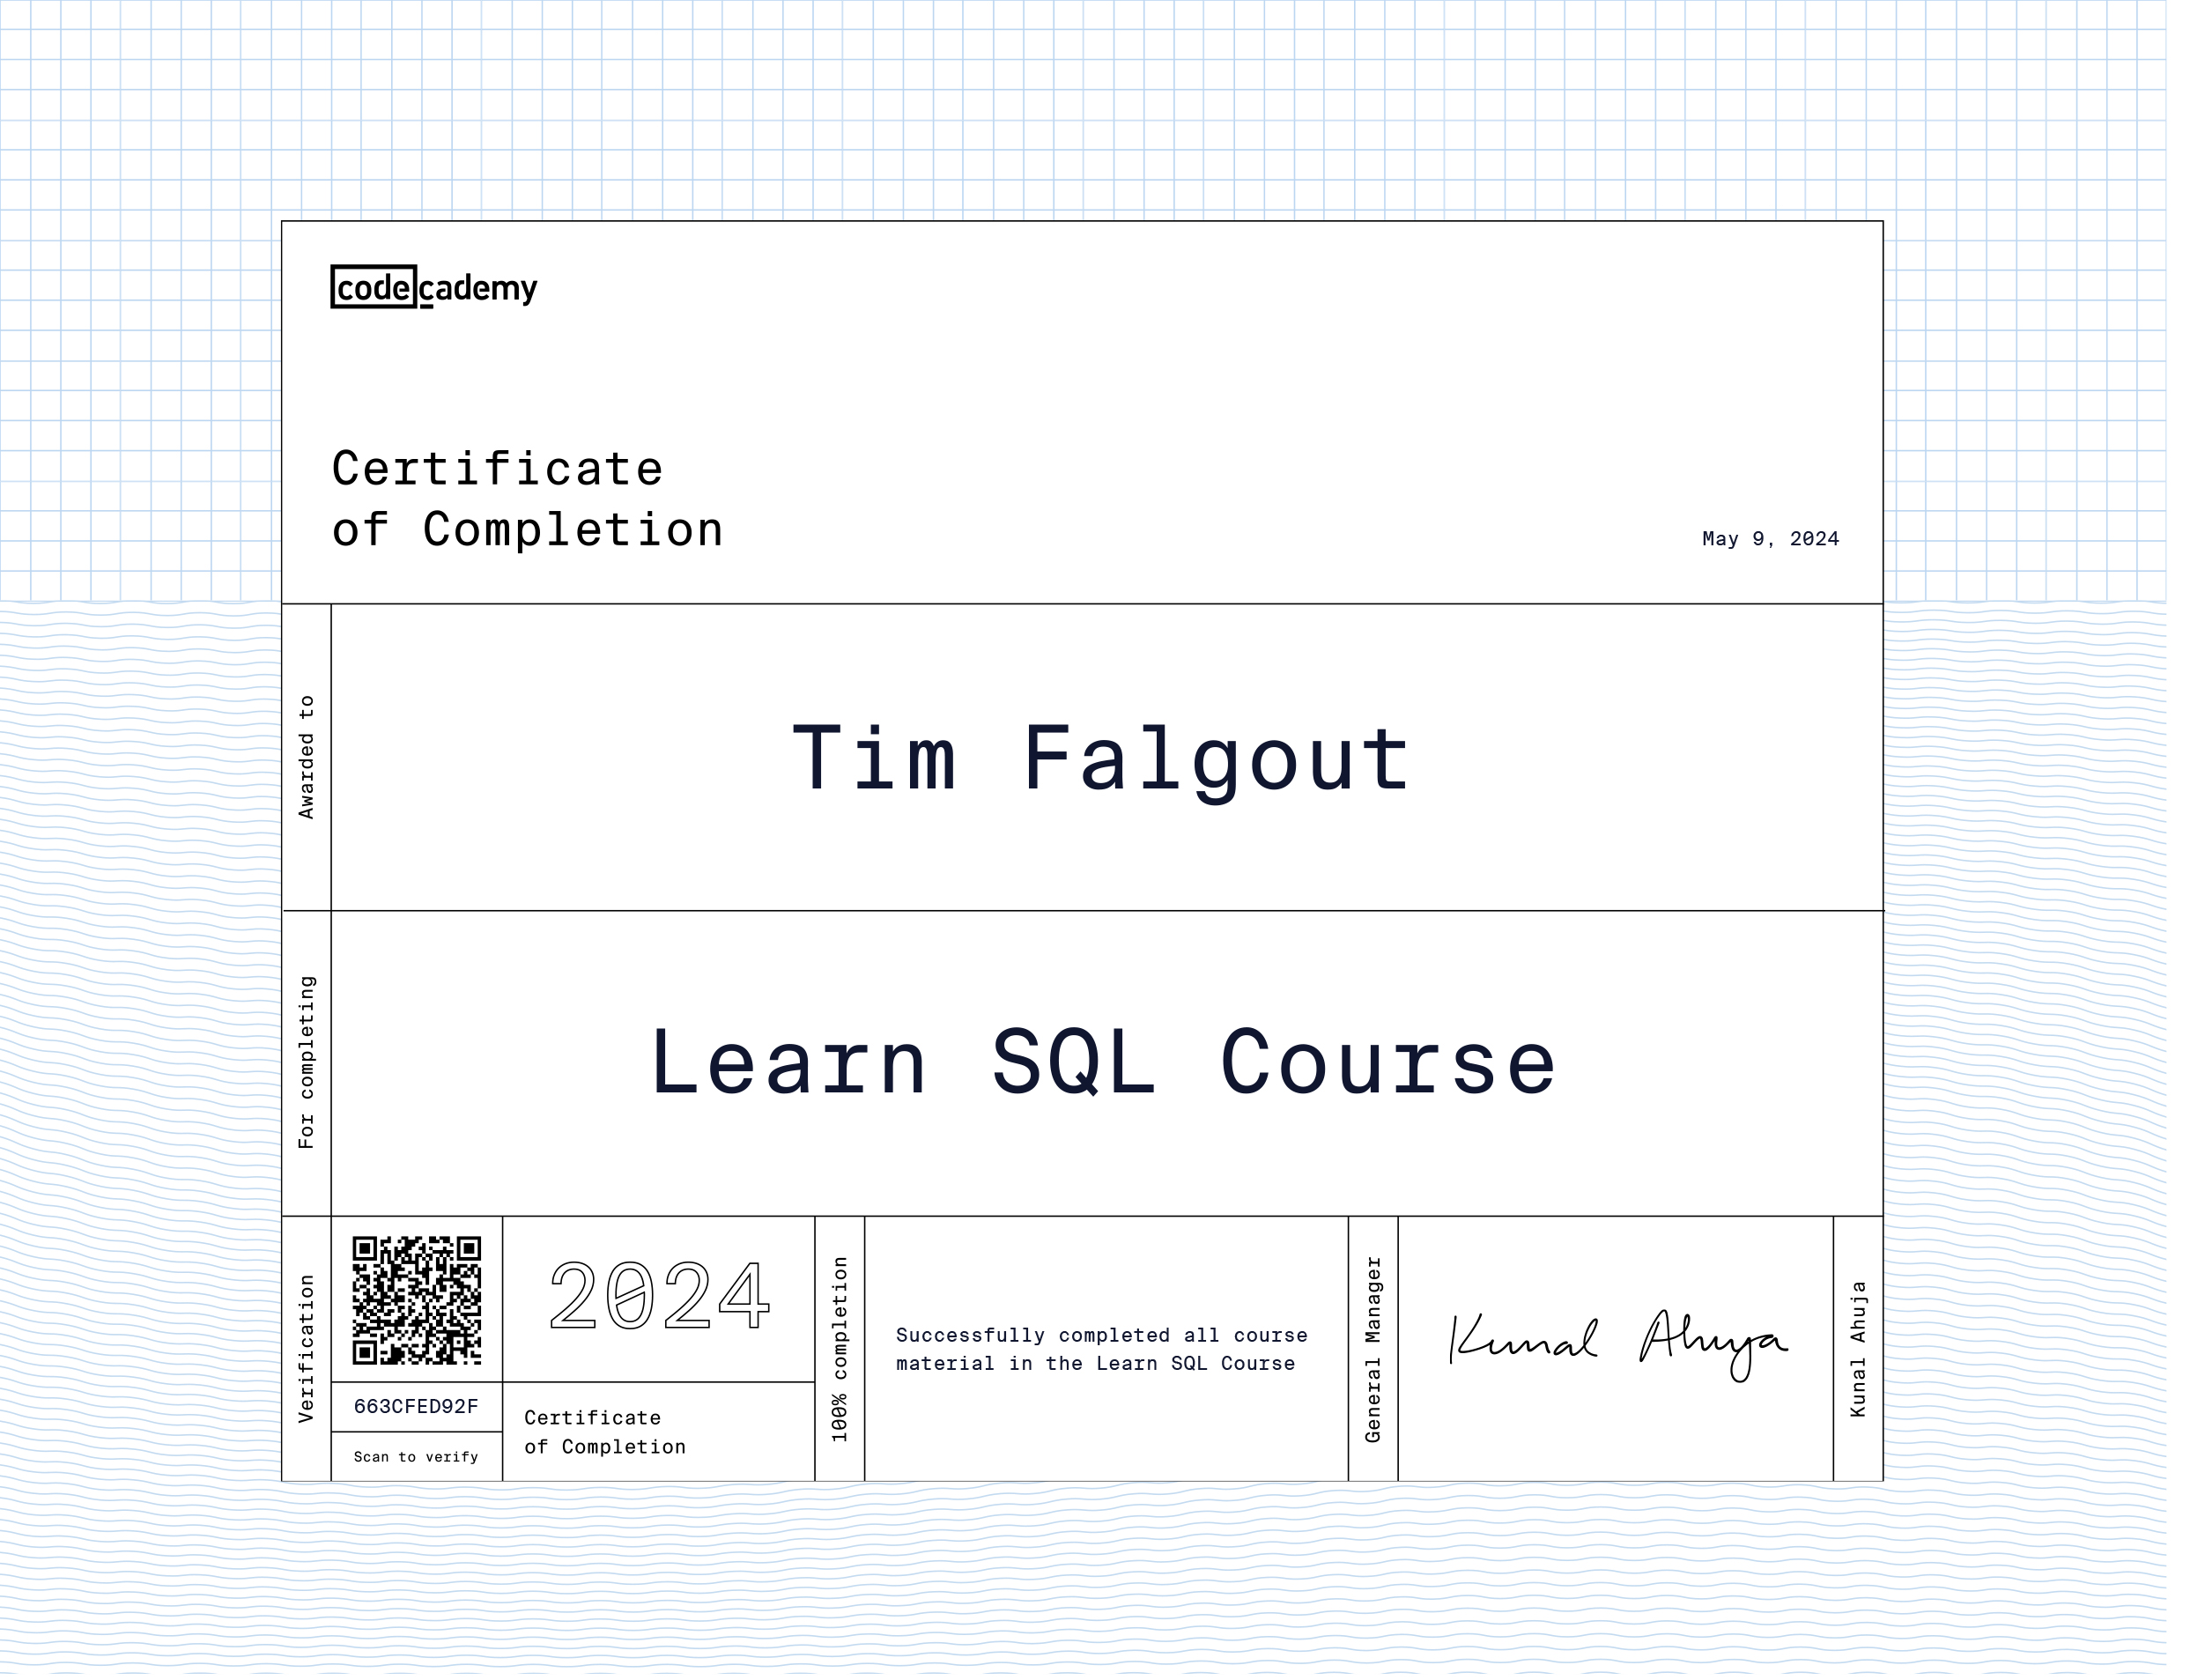 codecademy
Certificate
of Completion
May 9, 2024
Awarded to
Tim Falgout
For completing
Learn SQL Course
Verification
663CFED92F
Scan to verify
2024
Certificate
of Completion
100% completion
Successfully completed all course
material in the Learn SQL Course
General Manager
Kunal Ahuja
Kunal Ahuja